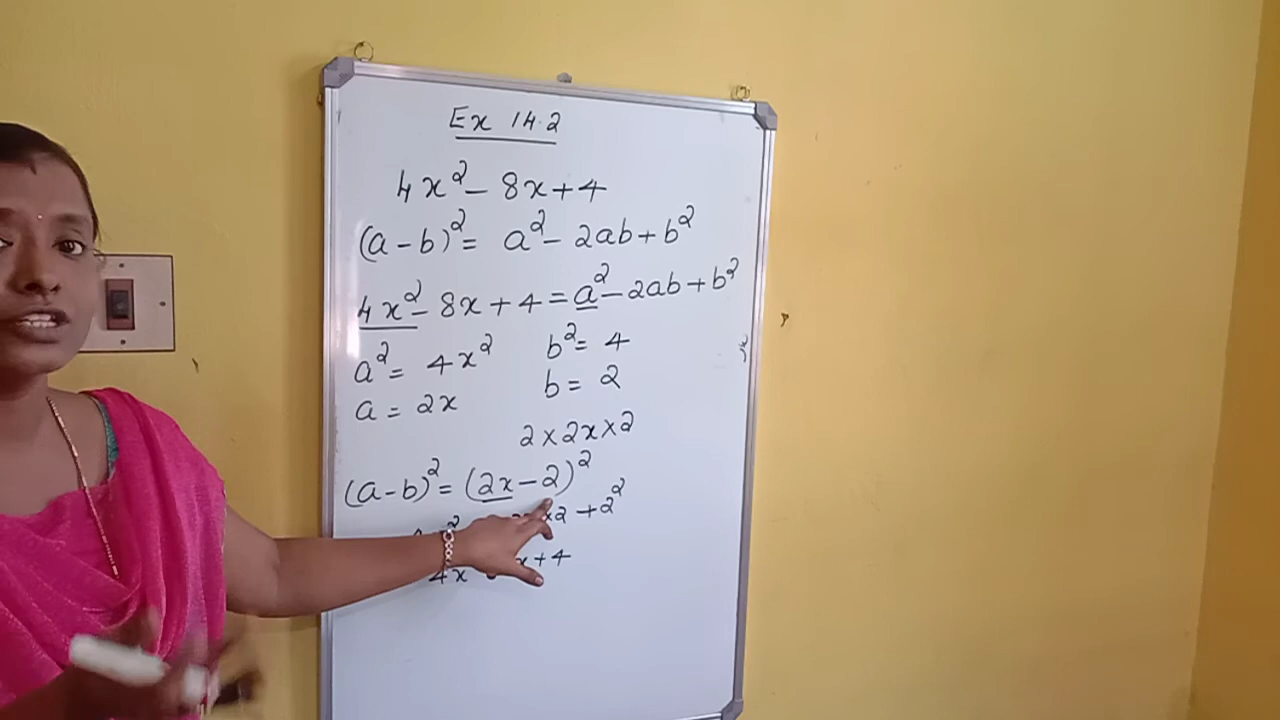 Ex 14.2
4x² - 8x + 4
(a - b)² = a² - 2ab + b²
4x² - 8x + 4 = a² - 2ab + b²
a² = 4x² b² = 4
a = 2x b = 2
2 × 2x × 2
(a - b)² = (2x - 2)²
×2 + 2²
4x x + 4